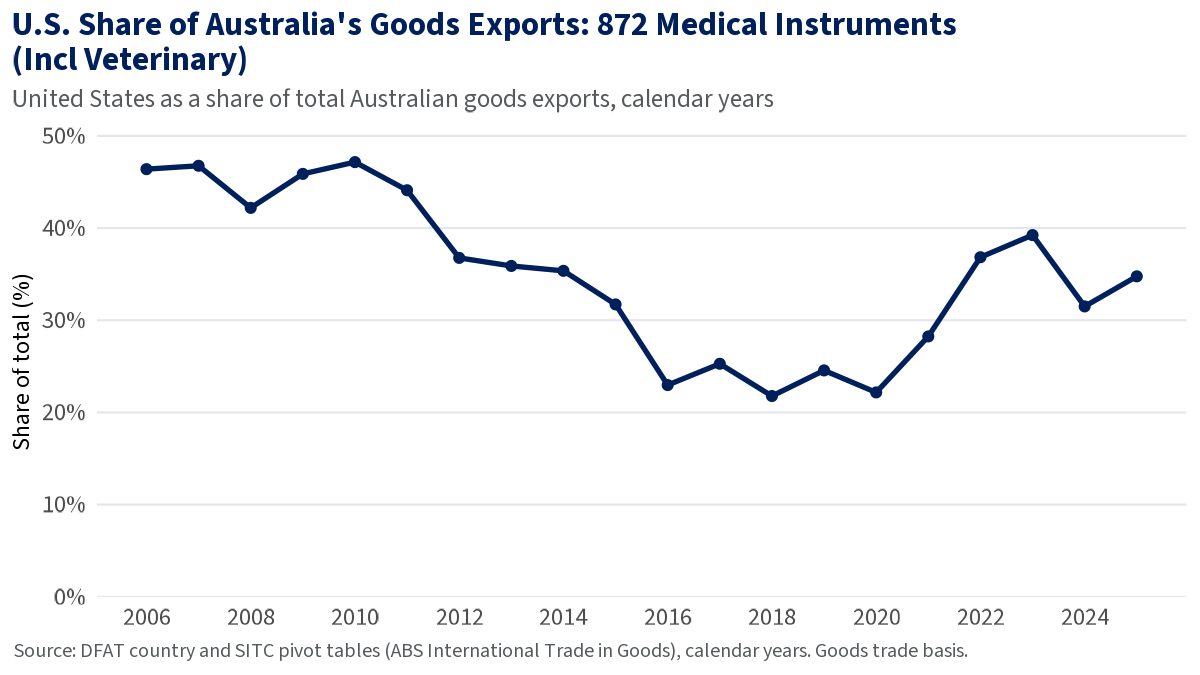 U.S. Share of Australia's Goods Exports: 872 Medical Instruments
(Incl Veterinary)
United States as a share of total Australian goods exports, calendar years
Share of total (%)
50%
40%
30%
20%
10%
0%
2006 2008 2010 2012 2014 2016 2018 2020 2022 2024
Source: DFAT country and SITC pivot tables (ABS International Trade in Goods), calendar years. Goods trade basis.